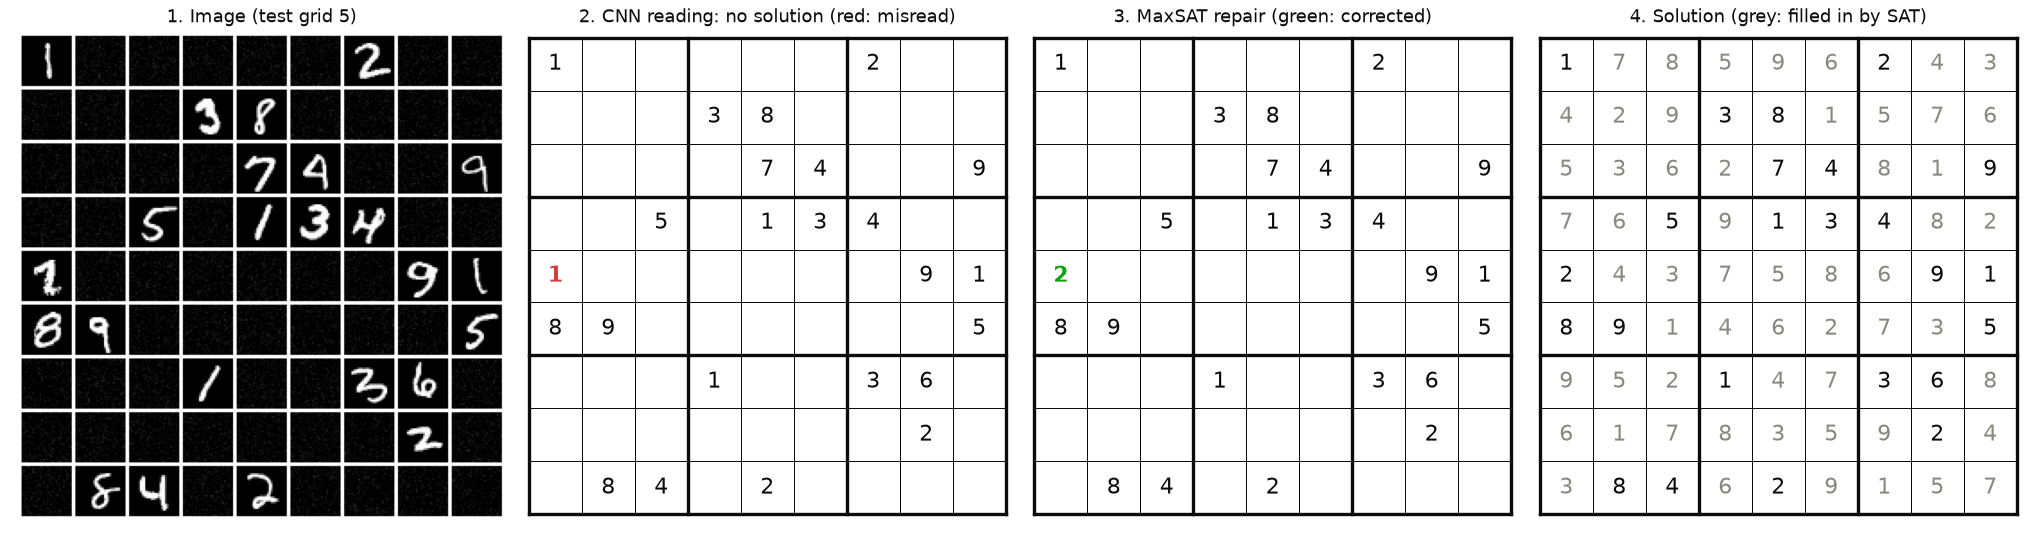 1. Image (test grid 5)
1 2
3 8
7 4 9
5 1 3 4
2 9 1
8 9 5
1 3 6
2
8 4 2
2. CNN reading: no solution (red: misread)
1 2
3 8
7 4 9
5 1 3 4
1 9 1
8 9 5
1 3 6
2
8 4 2
3. MaxSAT repair (green: corrected)
1 2
3 8
7 4 9
5 1 3 4
2 9 1
8 9 5
1 3 6
2
8 4 2
4. Solution (grey: filled in by SAT)
1 7 8 5 9 6 2 4 3
4 2 9 3 8 1 5 7 6
5 3 6 2 7 4 8 1 9
7 6 5 9 1 3 4 8 2
2 4 3 7 5 8 6 9 1
8 9 1 4 6 2 7 3 5
9 5 2 1 4 7 3 6 8
6 1 7 8 3 5 9 2 4
3 8 4 6 2 9 1 5 7